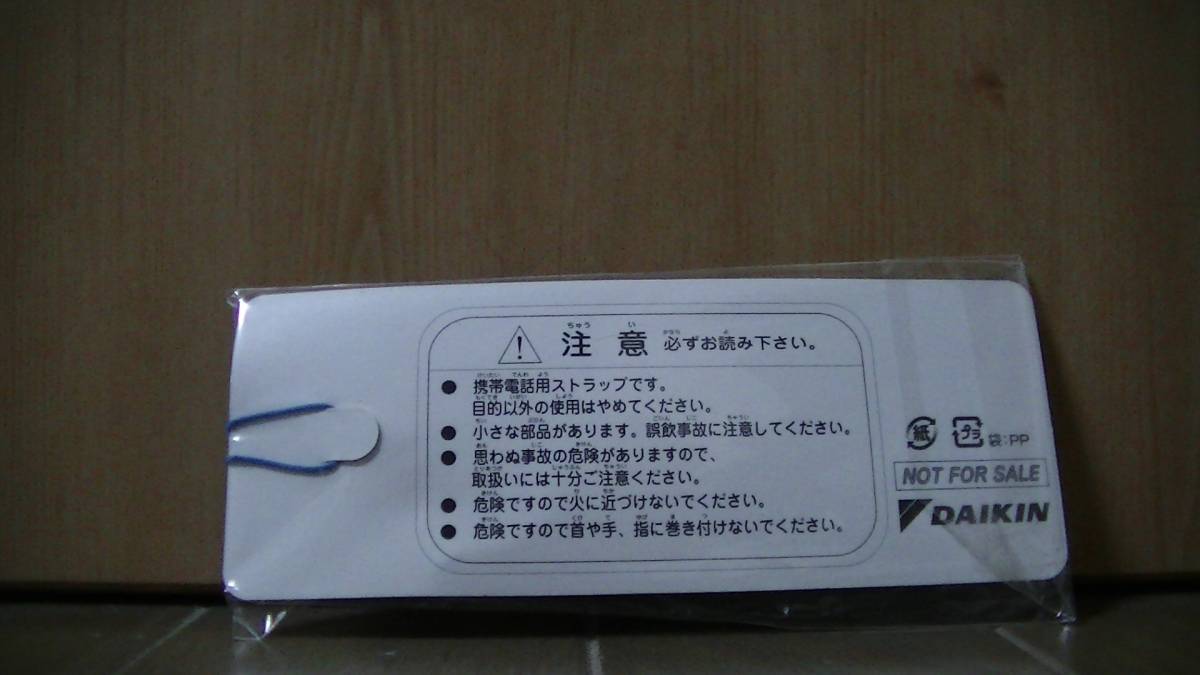 注意 必ずお読み下さい。
● 携帯電話用ストラップです。
目的以外の使用はやめてください。
● 小さな部品があります。誤飲事故に注意してください。
● 思わぬ事故の危険がありますので、
取扱いには十分ご注意ください。
● 危険ですので火に近づけないでください。
● 危険ですので首や手、指に巻き付けないでください。
紙 プラ 袋:PP
NOT FOR SALE
DAIKIN